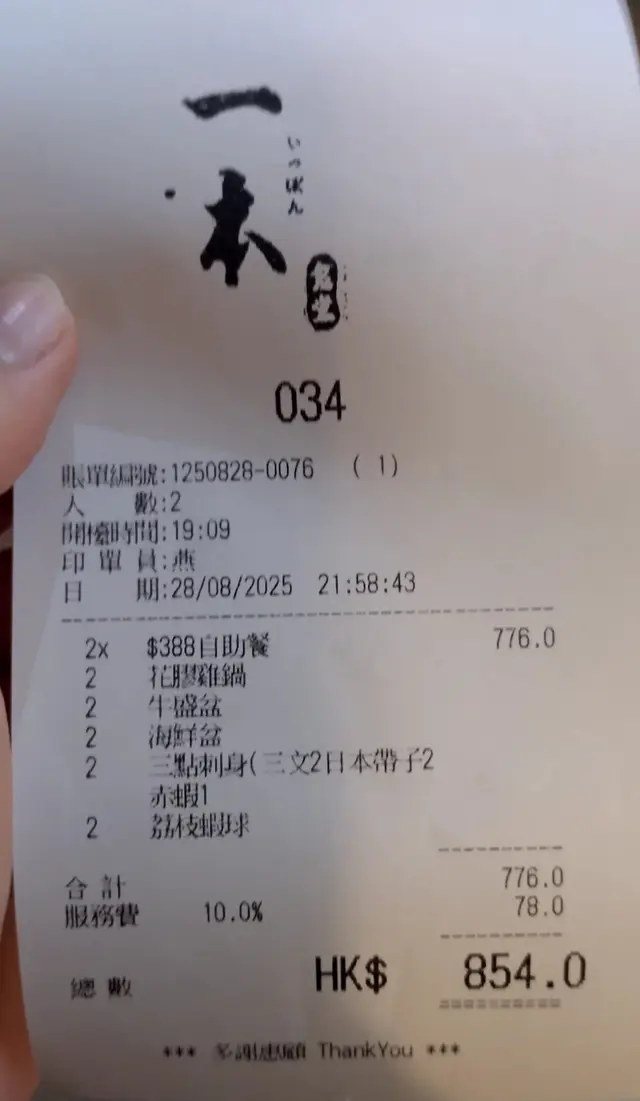 一本
いっぽん
食堂
034
賬單編號:1250828-0076 ( 1)
人 數:2
開檯時間:19:09
印 單 員:燕
日 期:28/08/2025 21:58:43
2x $388自助餐 776.0
2 花膠雞鍋
2 牛盛盆
2 海鮮盆
2 三點刺身(三文2日本帶子2
赤蝦1
2 荔枝蝦球
合 計 776.0
服務費 10.0% 78.0
總 數 HK$ 854.0
*** 多謝惠顧 ThankYou ***